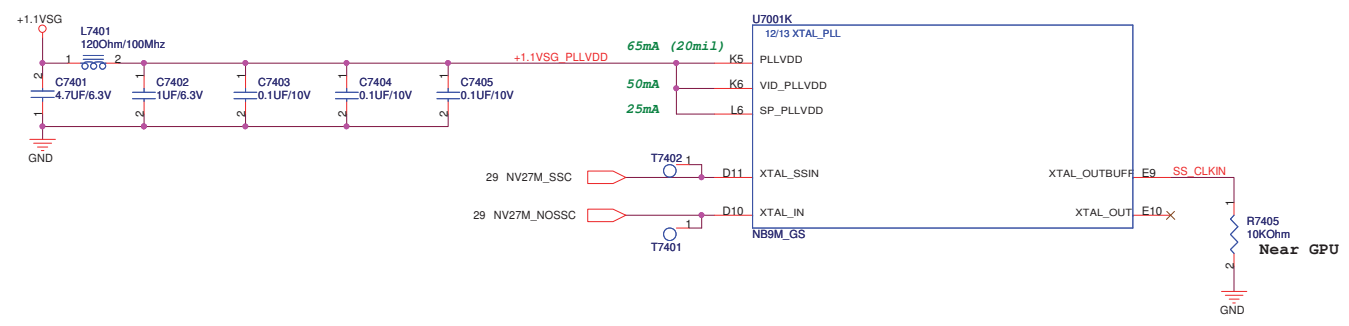 +1.1VSG
L7401
120Ohm/100Mhz
1
2
+1.1VSG_PLLVDD
2
C7401
4.7UF/6.3V
1
1
C7402
1UF/6.3V
2
1
C7403
0.1UF/10V
2
1
C7404
0.1UF/10V
2
1
C7405
0.1UF/10V
2
GND
65mA (20mil)
50mA
25mA
U7001K
12/13 XTAL_PLL
K5
PLLVDD
K6
VID_PLLVDD
L6
SP_PLLVDD
T7402
1
29 NV27M_SSC
D11
XTAL_SSIN
29 NV27M_NOSSC
D10
XTAL_IN
1
T7401
NB9M_GS
XTAL_OUTBUFF
E9
SS_CLKIN
XTAL_OUT
E10
1
R7405
10KOhm
Near GPU
2
GND